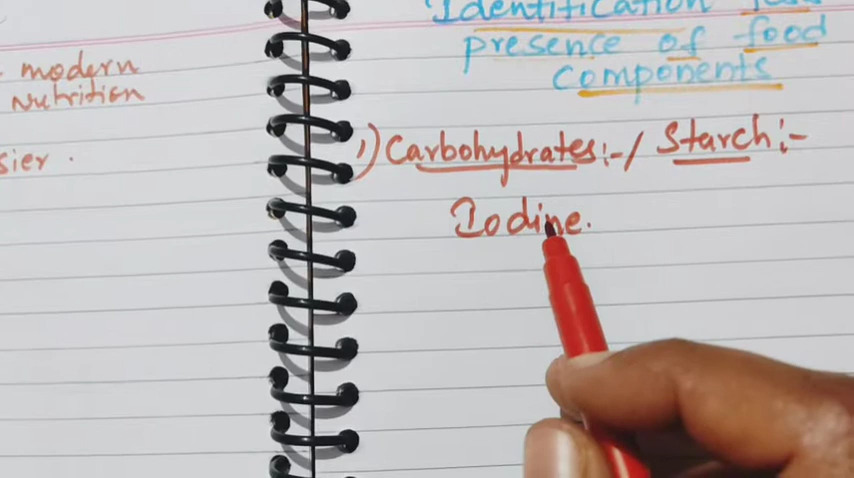 modern
Nutrition
sier.
Identification
presence of food
components
1) Carbohydrates:-/ Starch:-
Iodine.